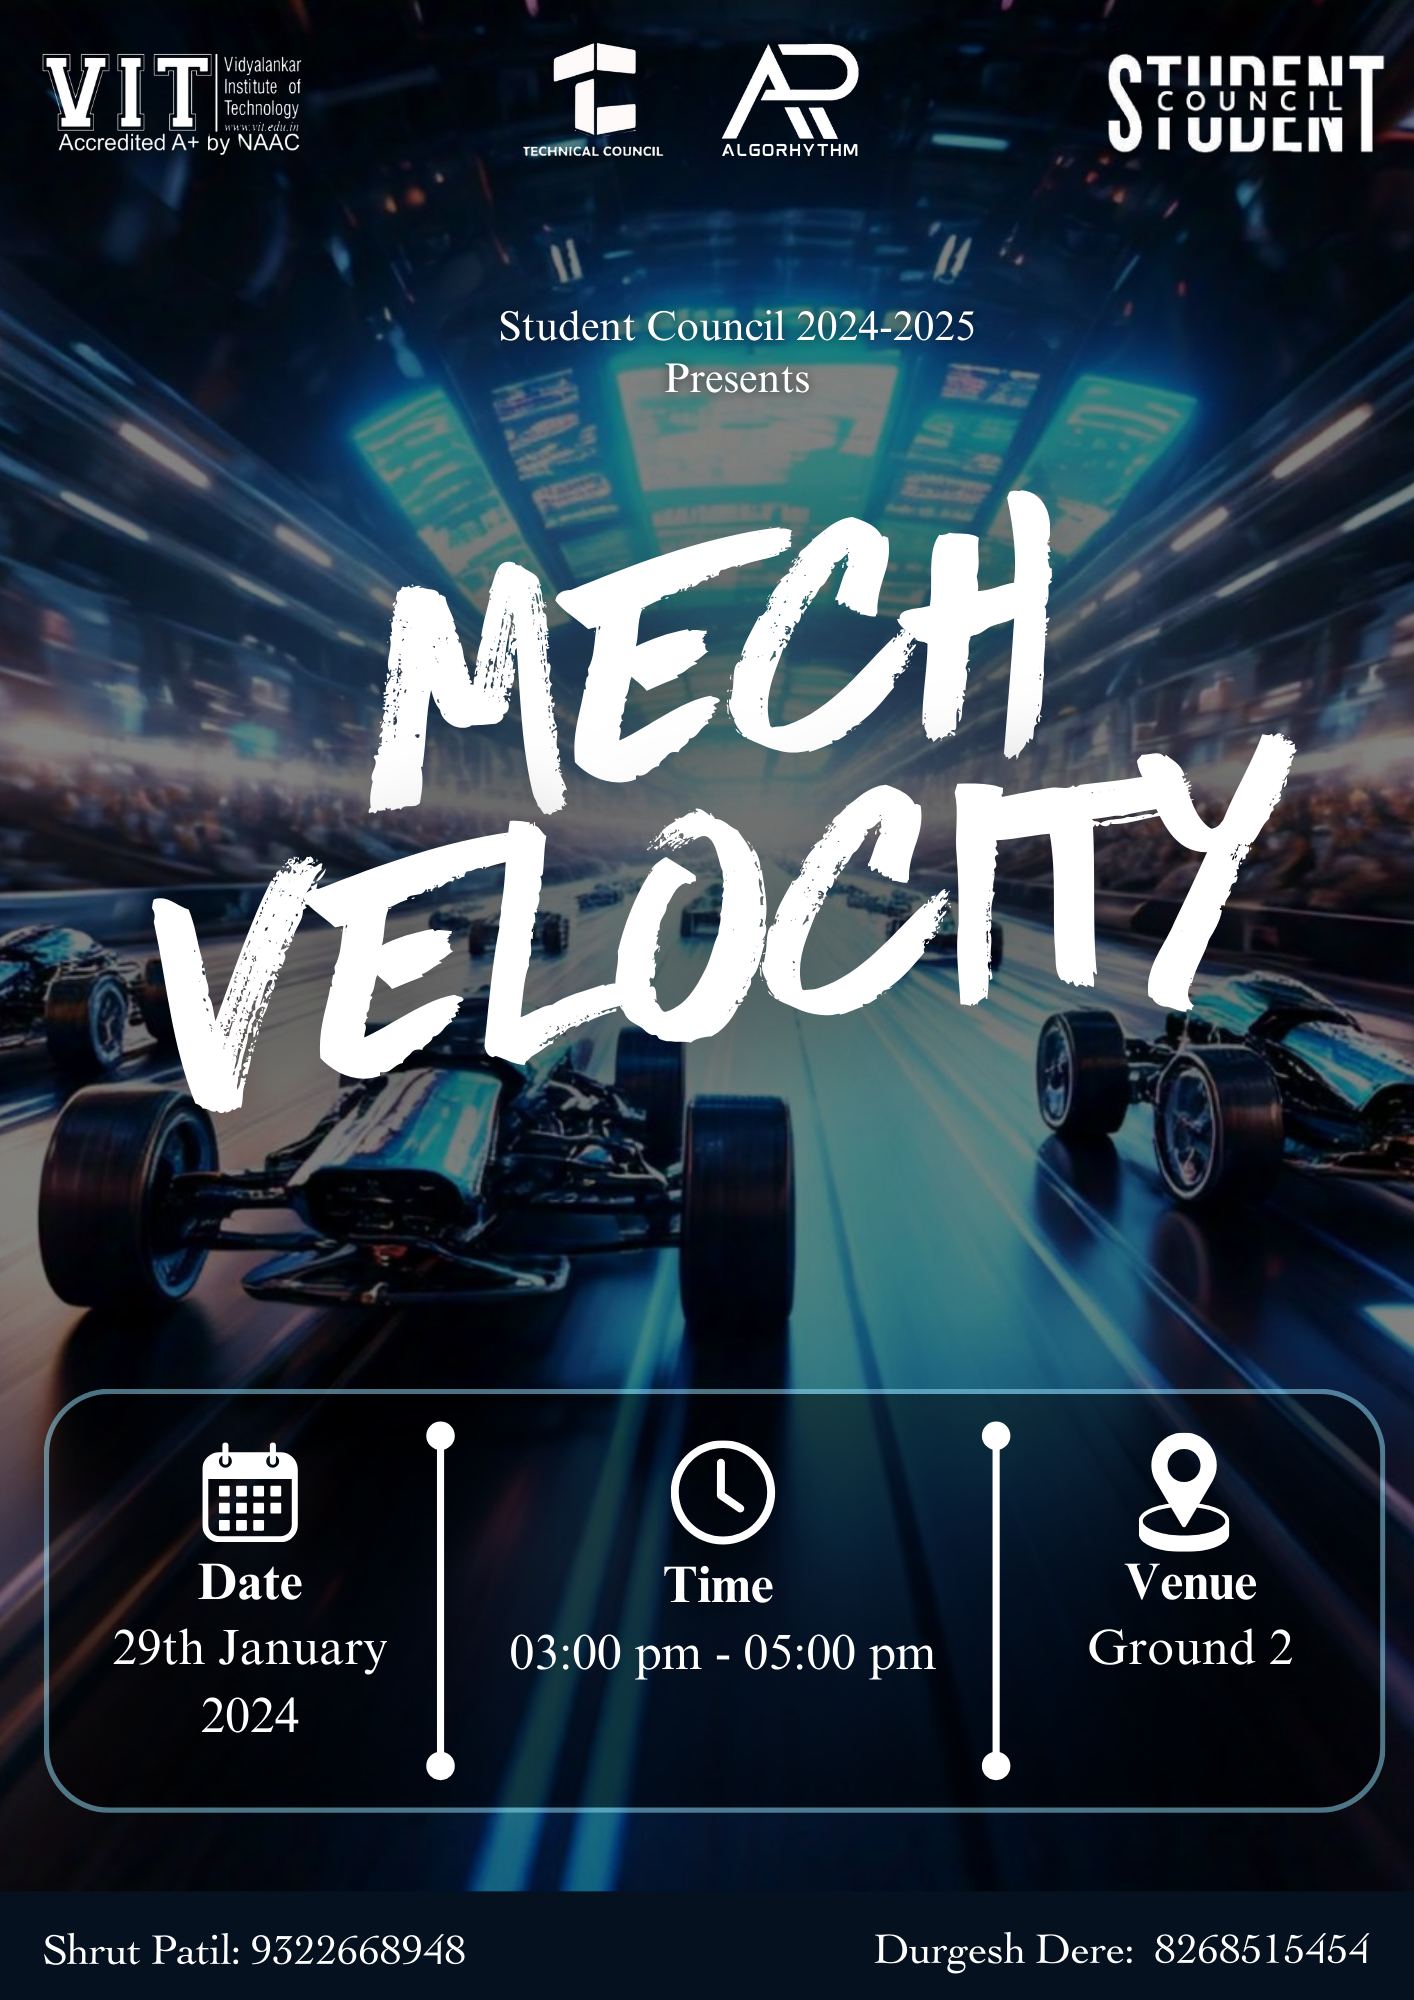 VIT
Vidyalankar
Institute of
Technology
www.vit.edu.in
Accredited A+ by NAAC
TECHNICAL COUNCIL
ALGORHYTHM
STUDENT
COUNCIL
Student Council 2024-2025
Presents
MECH
VELOCITY
Date
29th January
2024
Time
03:00 pm - 05:00 pm
Venue
Ground 2
Shrut Patil: 9322668948
Durgesh Dere: 8268515454